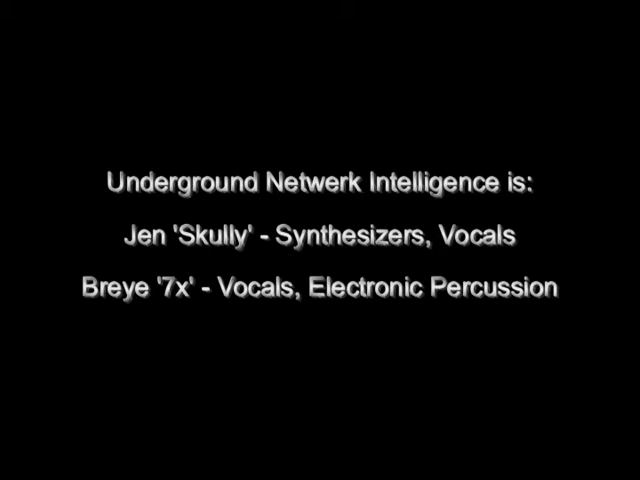 Underground Netwerk Intelligence is:
Jen 'Skully' - Synthesizers, Vocals
Breye '7x' - Vocals, Electronic Percussion